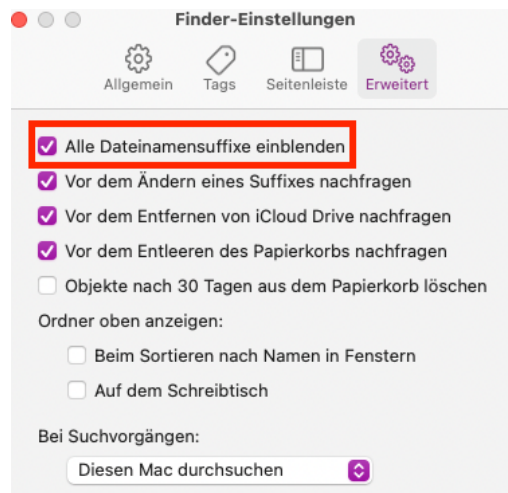 Finder-Einstellungen
Allgemein Tags Seitenleiste Erweitert
Alle Dateinamensuffixe einblenden
Vor dem Ändern eines Suffixes nachfragen
Vor dem Entfernen von iCloud Drive nachfragen
Vor dem Entleeren des Papierkorbs nachfragen
Objekte nach 30 Tagen aus dem Papierkorb löschen
Ordner oben anzeigen:
Beim Sortieren nach Namen in Fenstern
Auf dem Schreibtisch
Bei Suchvorgängen:
Diesen Mac durchsuchen